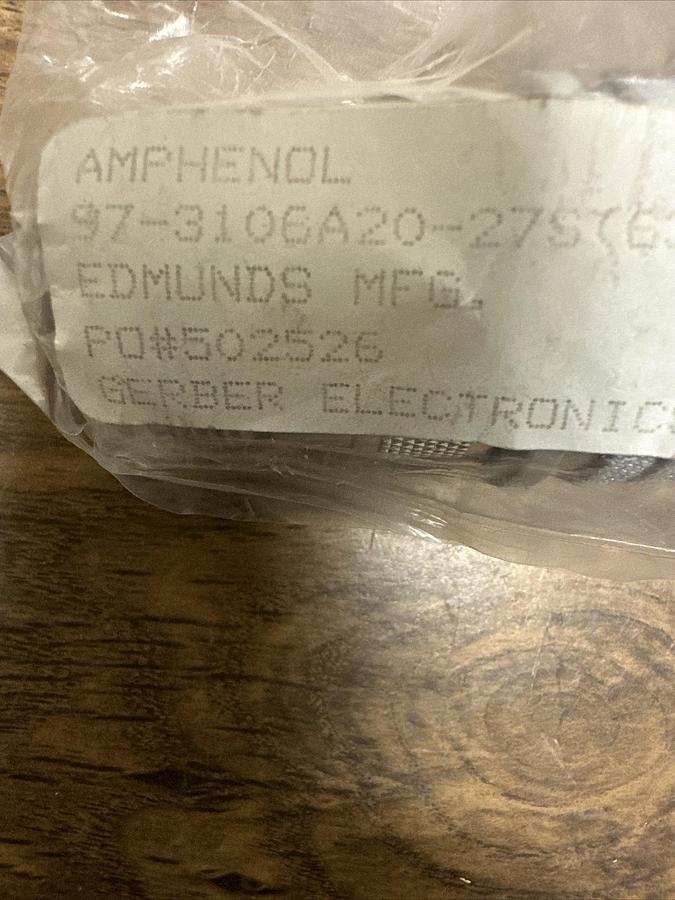 AMPHENOL
97-3106A20-27S(63
EDMUNDS MFG.
PO#502526
GERBER ELECTRONICS